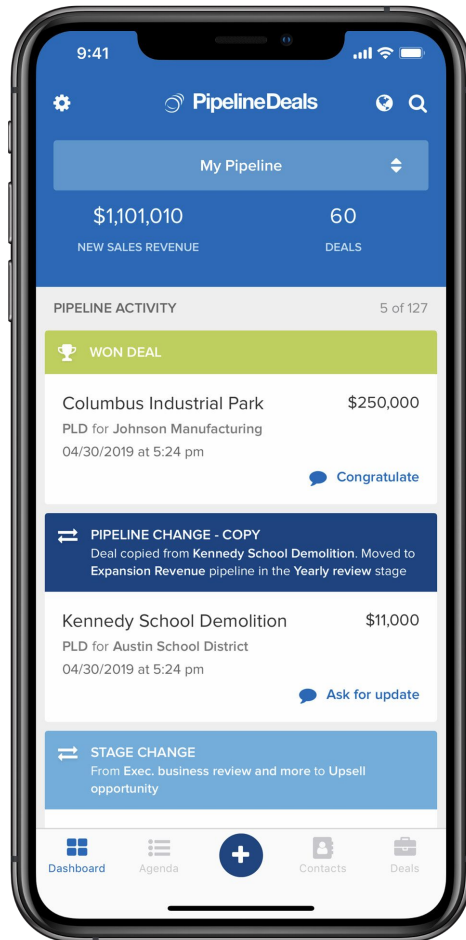 9:41
PipelineDeals
My Pipeline
$1,101,010 60
NEW SALES REVENUE DEALS
PIPELINE ACTIVITY 5 of 127
WON DEAL
Columbus Industrial Park $250,000
PLD for Johnson Manufacturing
04/30/2019 at 5:24 pm
Congratulate
PIPELINE CHANGE - COPY
Deal copied from Kennedy School Demolition. Moved to
Expansion Revenue pipeline in the Yearly review stage
Kennedy School Demolition $11,000
PLD for Austin School District
04/30/2019 at 5:24 pm
Ask for update
STAGE CHANGE
From Exec. business review and more to Upsell
opportunity
Dashboard Agenda Contacts Deals